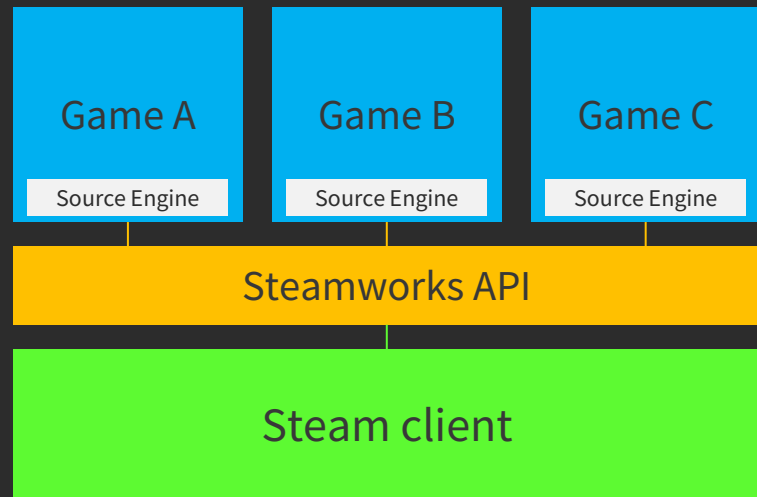 Game A
Game B
Game C
Source Engine
Source Engine
Source Engine
Steamworks API
Steam client